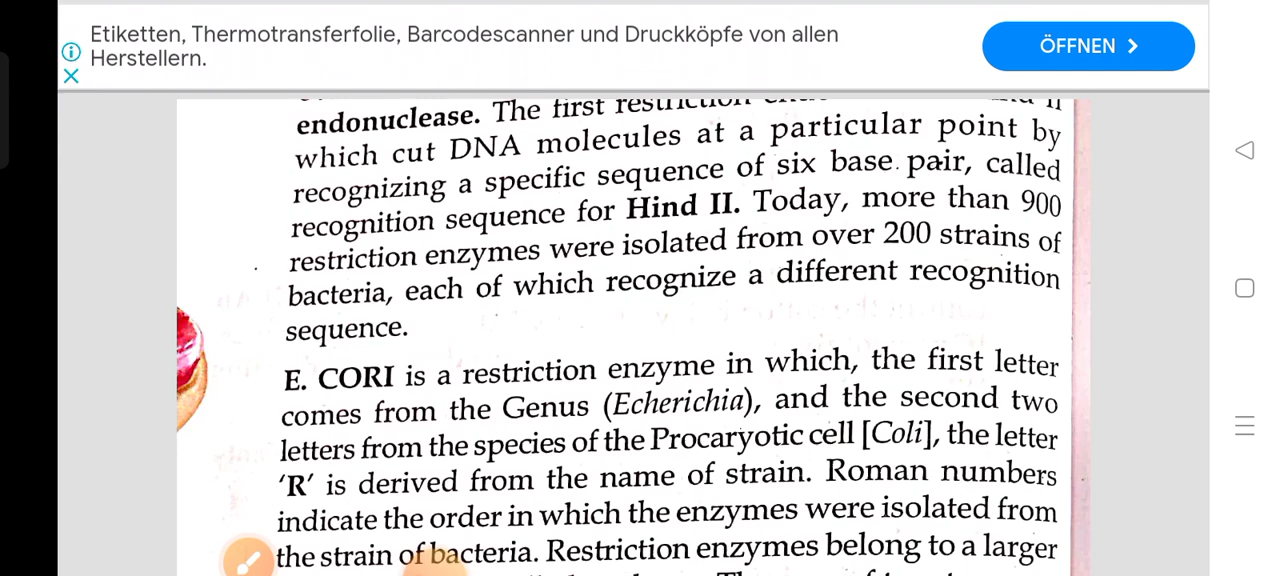 Etiketten, Thermotransferfolie, Barcodescanner und Druckköpfe von allen
Herstellern.
ÖFFNEN
endonuclease. The first restriction
which cut DNA molecules at a particular point by
recognizing a specific sequence of six base pair, called
recognition sequence for Hind II. Today, more than 900
restriction enzymes were isolated from over 200 strains of
bacteria, each of which recognize a different recognition
sequence.
E. CORI is a restriction enzyme in which, the first letter
comes from the Genus (Echerichia), and the second two
letters from the species of the Procaryotic cell [Coli], the letter
‘R’ is derived from the name of strain. Roman numbers
indicate the order in which the enzymes were isolated from
the strain of bacteria. Restriction enzymes belong to a larger